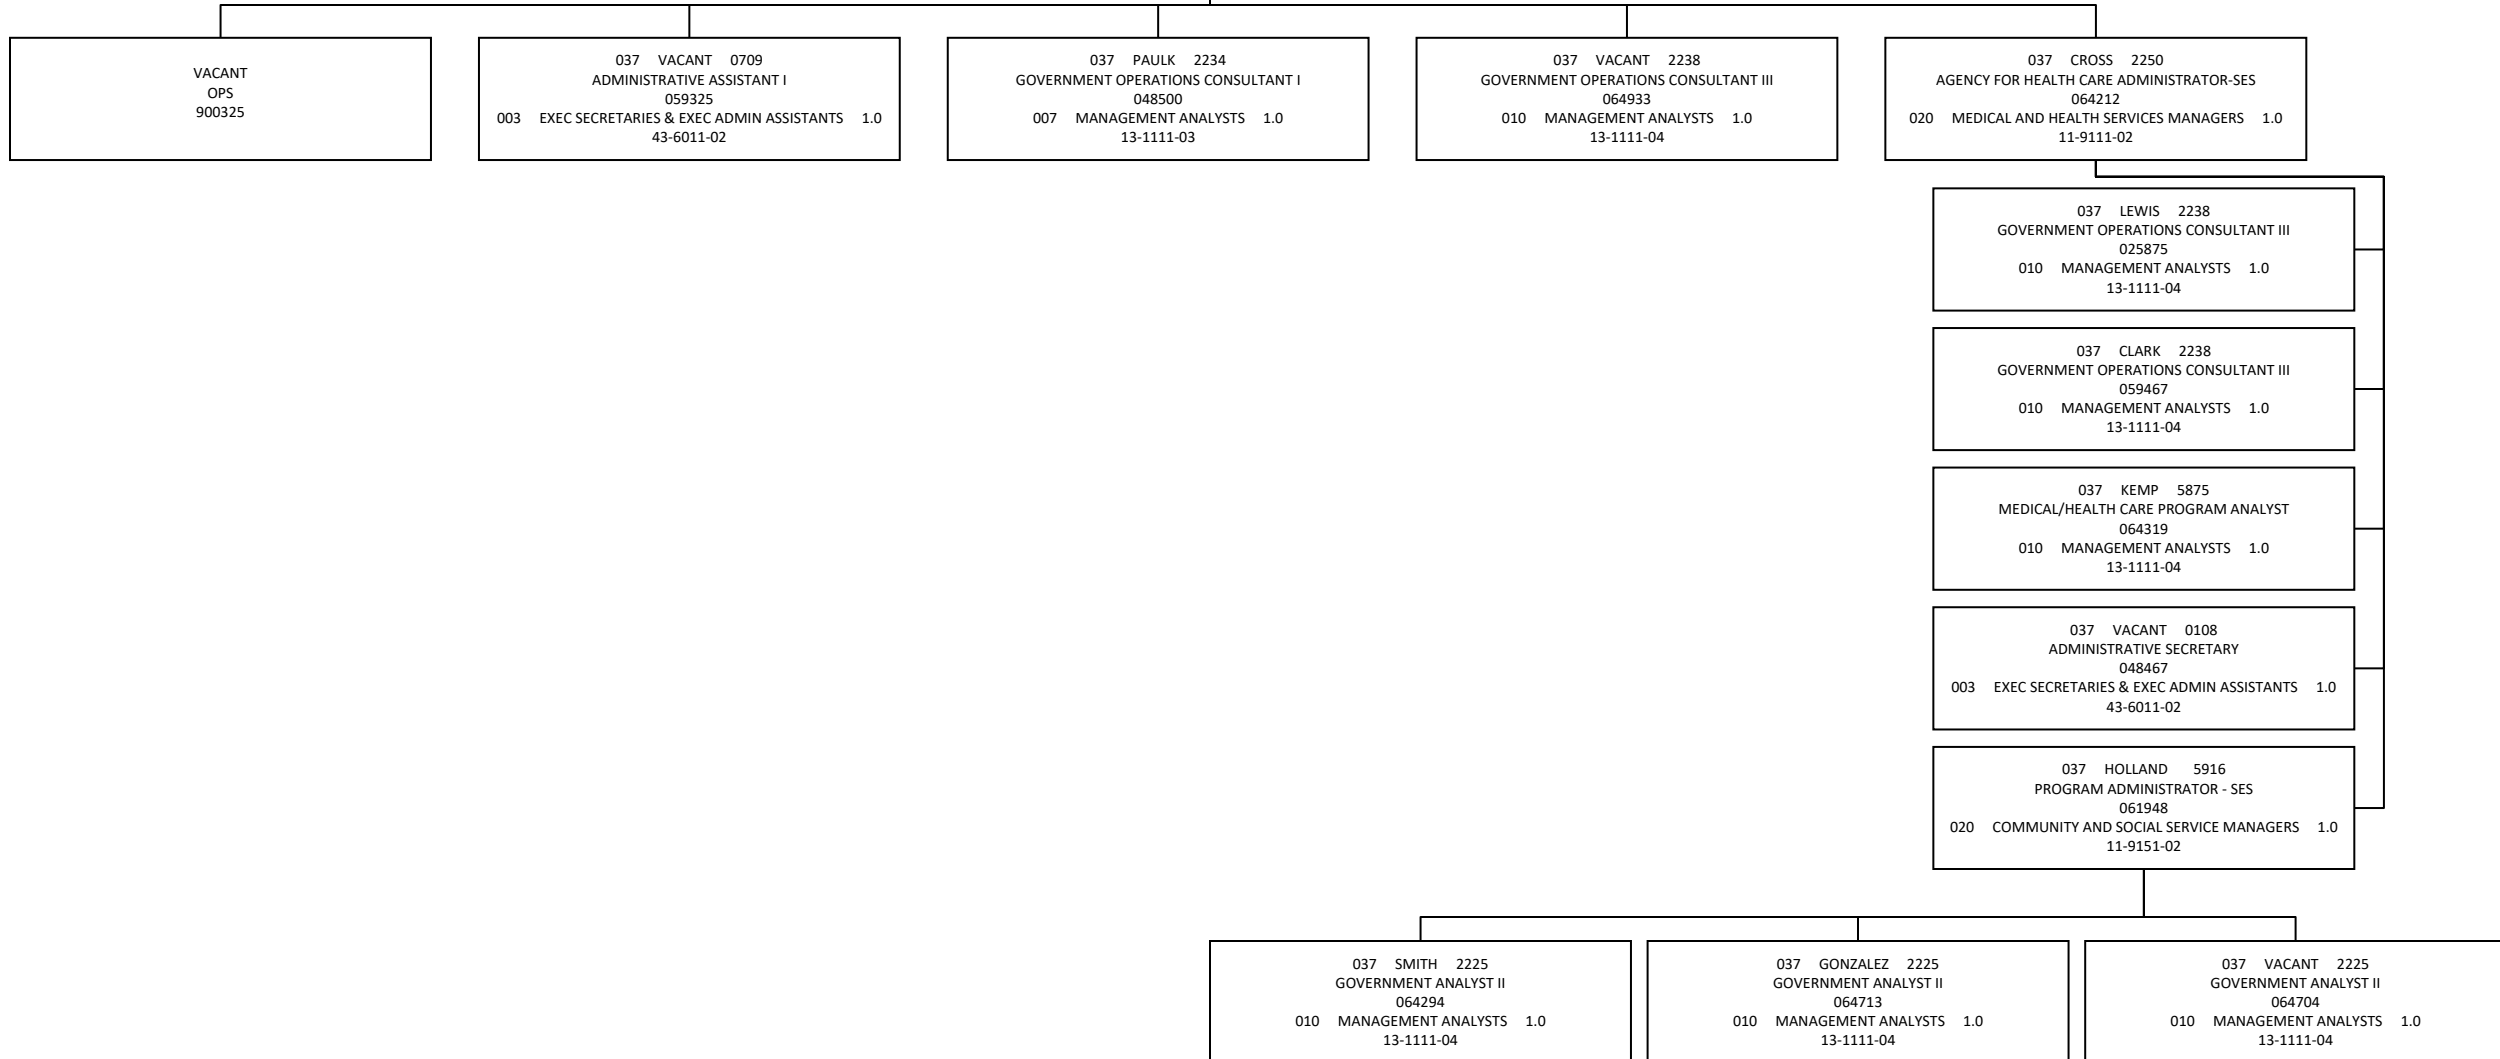 VACANT
OPS
900325
037 VACANT 0709
ADMINISTRATIVE ASSISTANT I
059325
003 EXEC SECRETARIES & EXEC ADMIN ASSISTANTS 1.0
43-6011-02
037 PAULK 2234
GOVERNMENT OPERATIONS CONSULTANT I
048500
007 MANAGEMENT ANALYSTS 1.0
13-1111-03
037 VACANT 2238
GOVERNMENT OPERATIONS CONSULTANT III
064933
010 MANAGEMENT ANALYSTS 1.0
13-1111-04
037 CROSS 2250
AGENCY FOR HEALTH CARE ADMINISTRATOR-SES
064212
020 MEDICAL AND HEALTH SERVICES MANAGERS 1.0
11-9111-02
037 LEWIS 2238
GOVERNMENT OPERATIONS CONSULTANT III
025875
010 MANAGEMENT ANALYSTS 1.0
13-1111-04
037 CLARK 2238
GOVERNMENT OPERATIONS CONSULTANT III
059467
010 MANAGEMENT ANALYSTS 1.0
13-1111-04
037 KEMP 5875
MEDICAL/HEALTH CARE PROGRAM ANALYST
064319
010 MANAGEMENT ANALYSTS 1.0
13-1111-04
037 VACANT 0108
ADMINISTRATIVE SECRETARY
048467
003 EXEC SECRETARIES & EXEC ADMIN ASSISTANTS 1.0
43-6011-02
037 HOLLAND 5916
PROGRAM ADMINISTRATOR - SES
061948
020 COMMUNITY AND SOCIAL SERVICE MANAGERS 1.0
11-9151-02
037 SMITH 2225
GOVERNMENT ANALYST II
064294
010 MANAGEMENT ANALYSTS 1.0
13-1111-04
037 GONZALEZ 2225
GOVERNMENT ANALYST II
064713
010 MANAGEMENT ANALYSTS 1.0
13-1111-04
037 VACANT 2225
GOVERNMENT ANALYST II
064704
010 MANAGEMENT ANALYSTS 1.0
13-1111-04